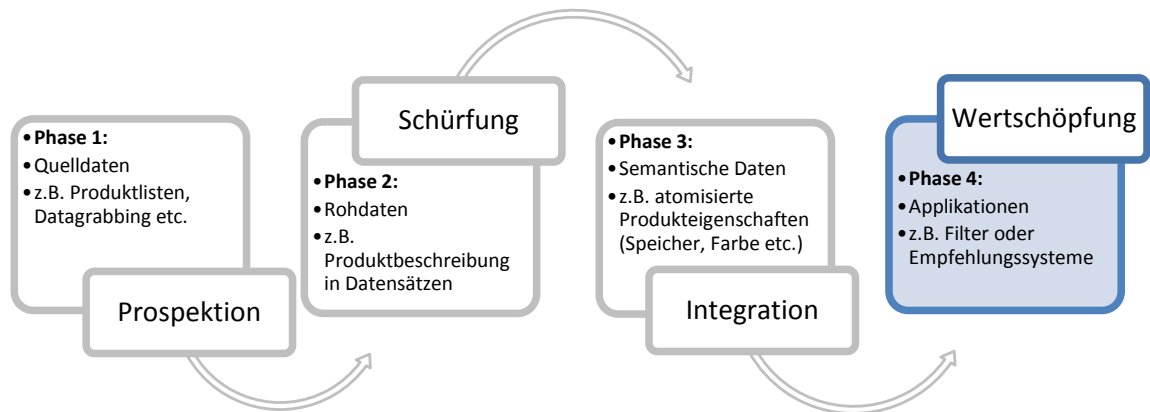 • Phase 1:
• Quelldaten
• z.B. Produktlisten,
Datagrabbing etc.
Prospektion
Schürfung
• Phase 2:
• Rohdaten
• z.B.
Produktbeschreibung
in Datensätzen
• Phase 3:
• Semantische Daten
• z.B. atomisierte
Produkteigenschaften
(Speicher, Farbe etc.)
Integration
Wertschöpfung
• Phase 4:
• Applikationen
• z.B. Filter oder
Empfehlungssysteme